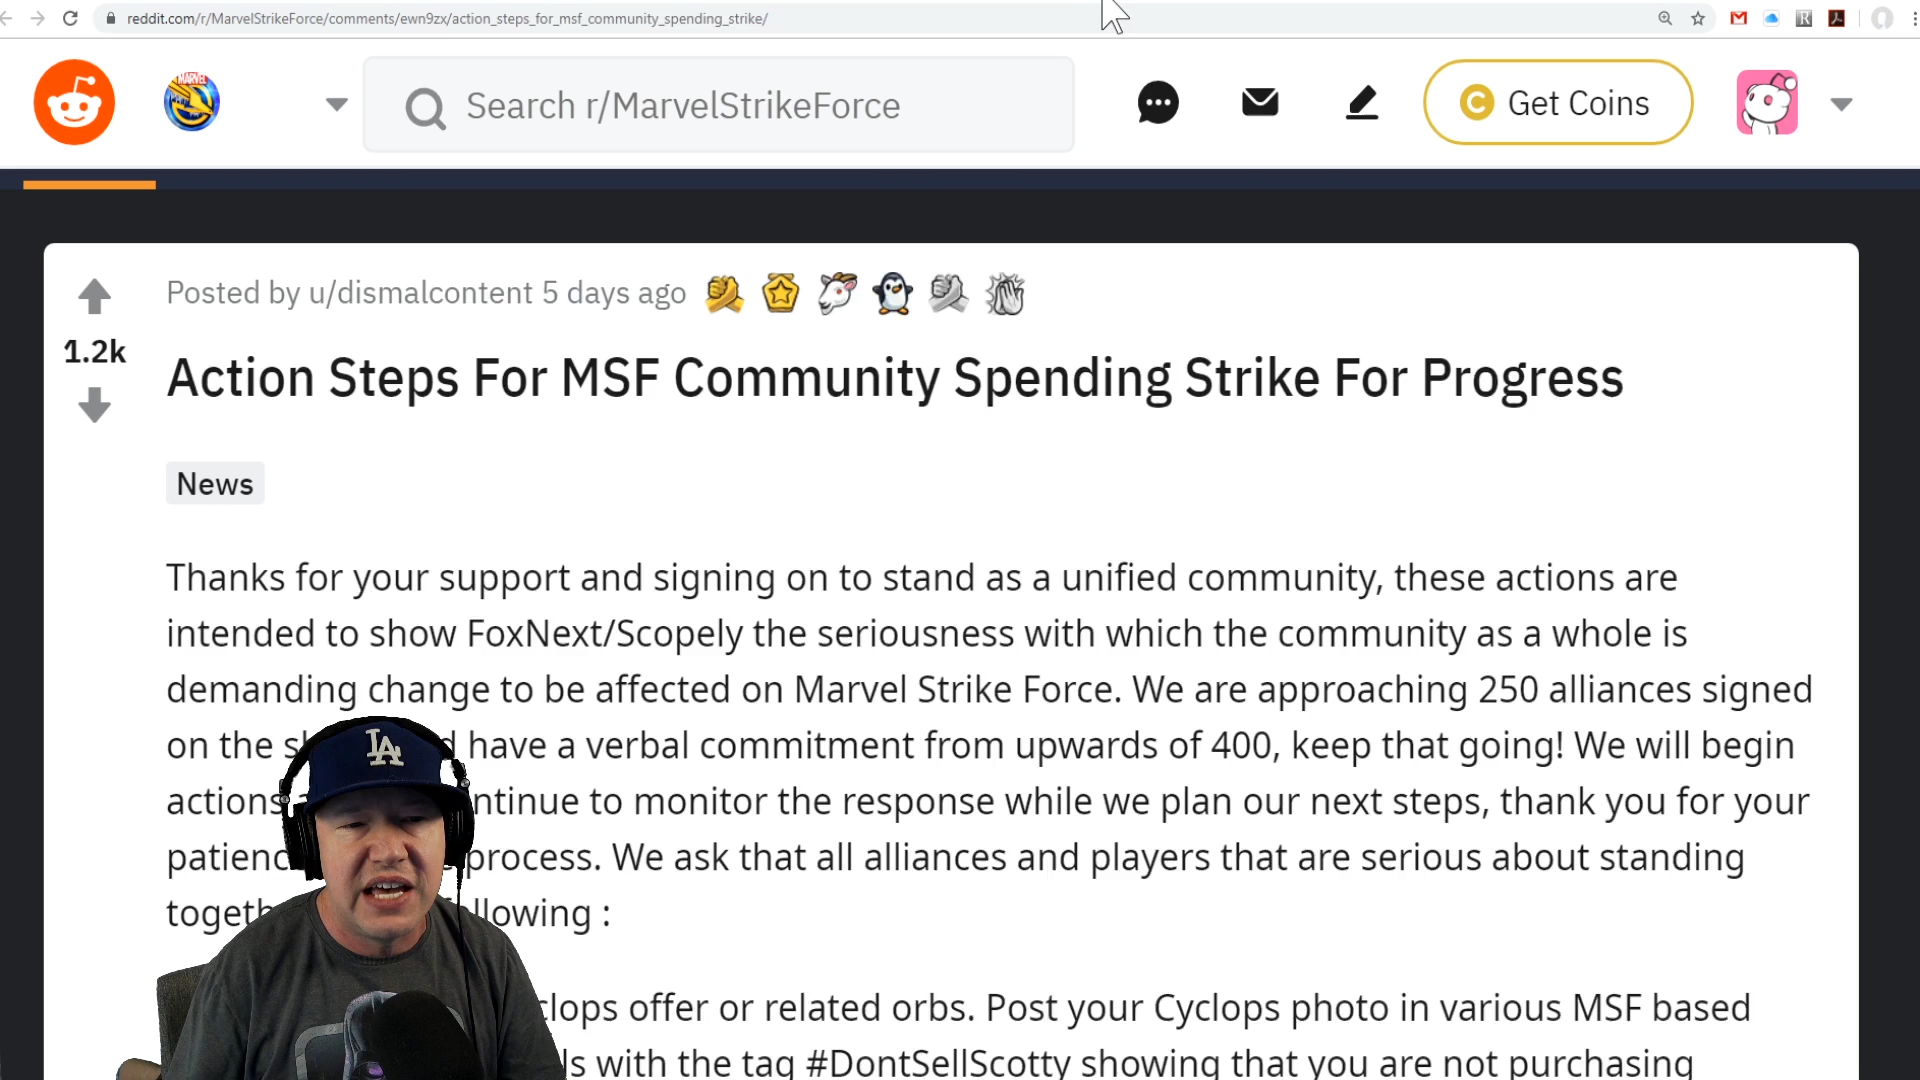 reddit.com/r/MarvelStrikeForce/comments/ewn9zx/action_steps_for_msf_community_spending_strike/
MARVEL
Search r/MarvelStrikeForce
C Get Coins
Posted by u/dismalcontent 5 days ago
1.2k
Action Steps For MSF Community Spending Strike For Progress
News
Thanks for your support and signing on to stand as a unified community, these actions are
intended to show FoxNext/Scopely the seriousness with which the community as a whole is
demanding change to be affected on Marvel Strike Force. We are approaching 250 alliances signed
on the have a verbal commitment from upwards of 400, keep that going! We will begin
actions ntinue to monitor the response while we plan our next steps, thank you for your
patienc process. We ask that all alliances and players that are serious about standing
togeth llowing :
clops offer or related orbs. Post your Cyclops photo in various MSF based
ls with the tag #DontSellScotty showing that you are not purchasing
LA